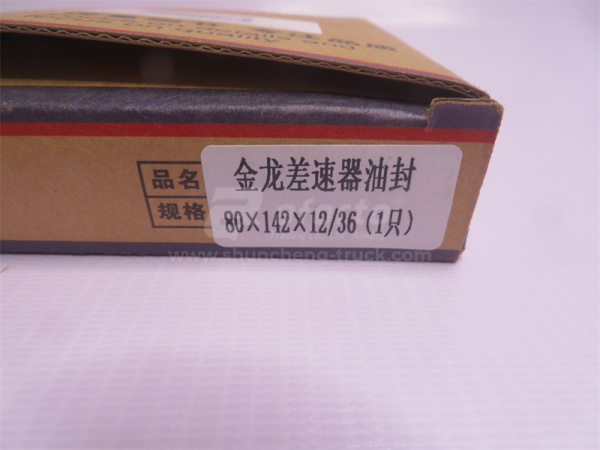 品名
金龙差速器油封
规格
80×142×12/36(1只)
www.shuncheng-truck.com